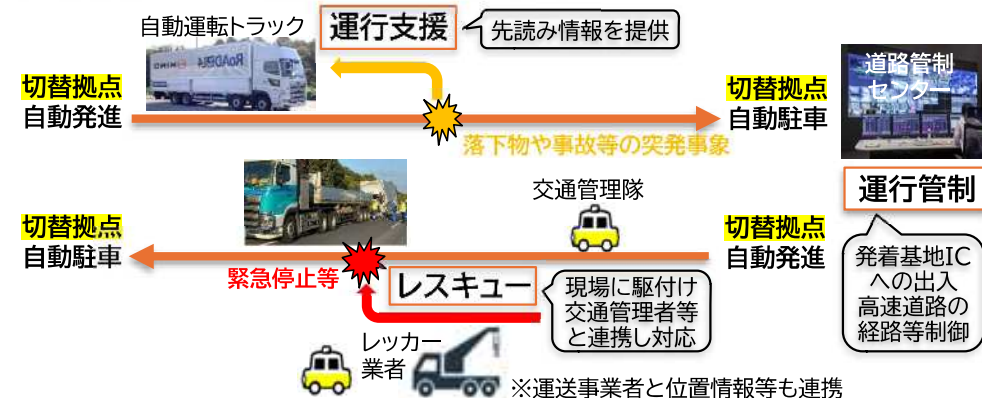 自動運転トラック
運行支援
先読み情報を提供
RoAD to the L4
HINO
切替拠点
自動発進
切替拠点
自動駐車
落下物や事故等の突発事象
道路管制
センター
運行管制
発着基地IC
への出入
高速道路の
経路等制御
交通管理隊
切替拠点
自動駐車
切替拠点
自動発進
緊急停止等
レスキュー
現場に駆付け
交通管理者等
と連携し対応
レッカー
業者
※運送事業者と位置情報等も連携